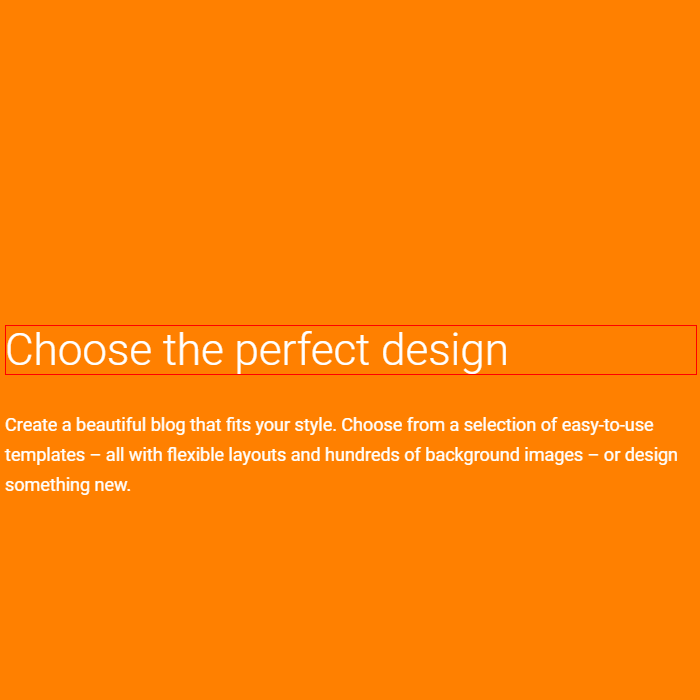 Choose the perfect design
Create a beautiful blog that fits your style. Choose from a selection of easy-to-use
templates – all with flexible layouts and hundreds of background images – or design
something new.